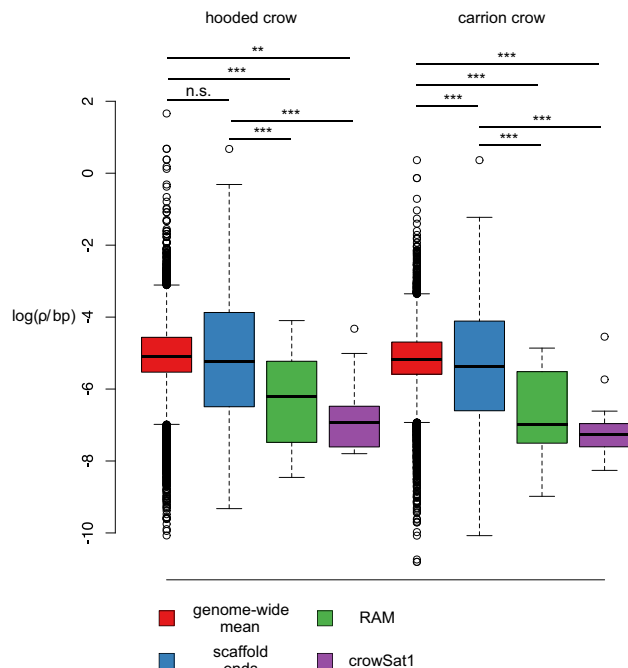 hooded crow carrion crow
**
***
***
***
n.s.
***
***
***
***
***
2
0
-2
-4
log(ρ/bp)
-6
-8
-10
genome-wide
mean
RAM
scaffold
ends
crowSat1